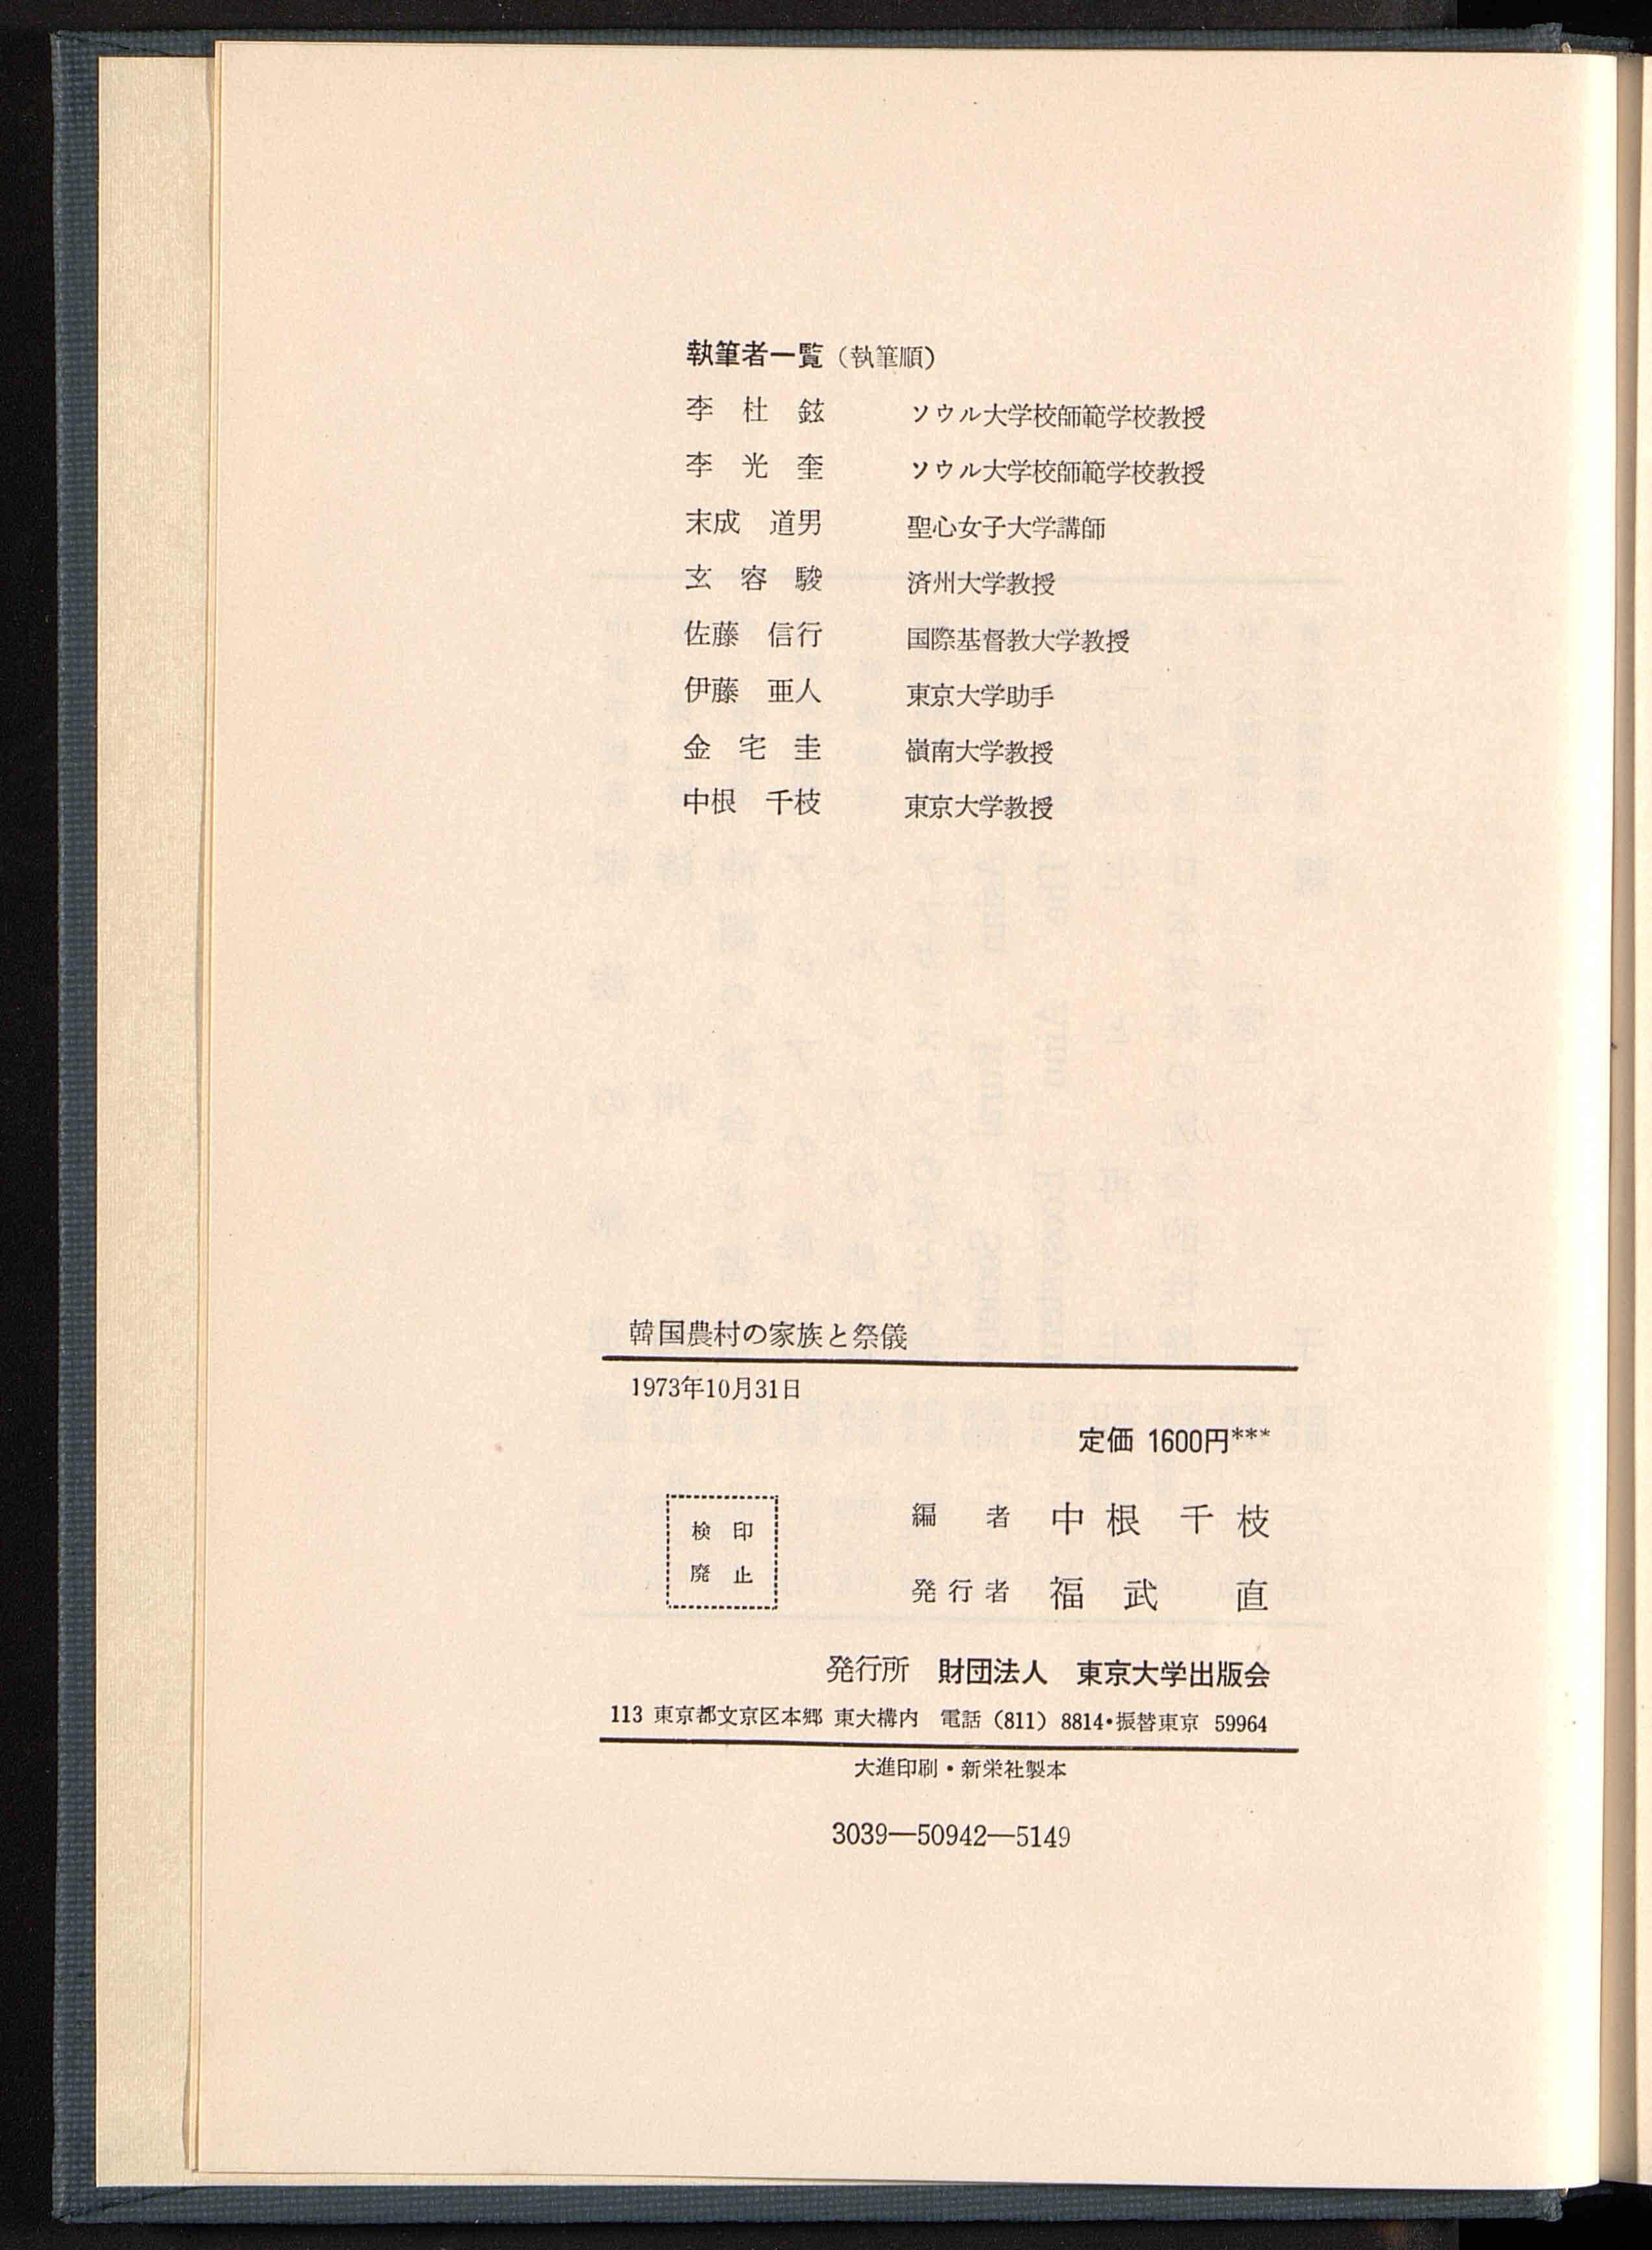 執筆者一覧（執筆順）
李 杜 鉉 ソウル大学校師範学校教授
李 光 奎 ソウル大学校師範学校教授
末成 道男 聖心女子大学講師
玄 容 駿 済州大学教授
佐藤 信行 国際基督教大学教授
伊藤 亜人 東京大学助手
金 宅 圭 嶺南大学教授
中根 千枝 東京大学教授
韓国農村の家族と祭儀
1973年10月31日
定価 1600円***
検印
廃止
編 者 中根 千枝
発行者 福武 直
発行所 財団法人 東京大学出版会
113 東京都文京区本郷 東大構内 電話（811）8814・振替東京 59964
大進印刷・新栄社製本
3039—50942—5149